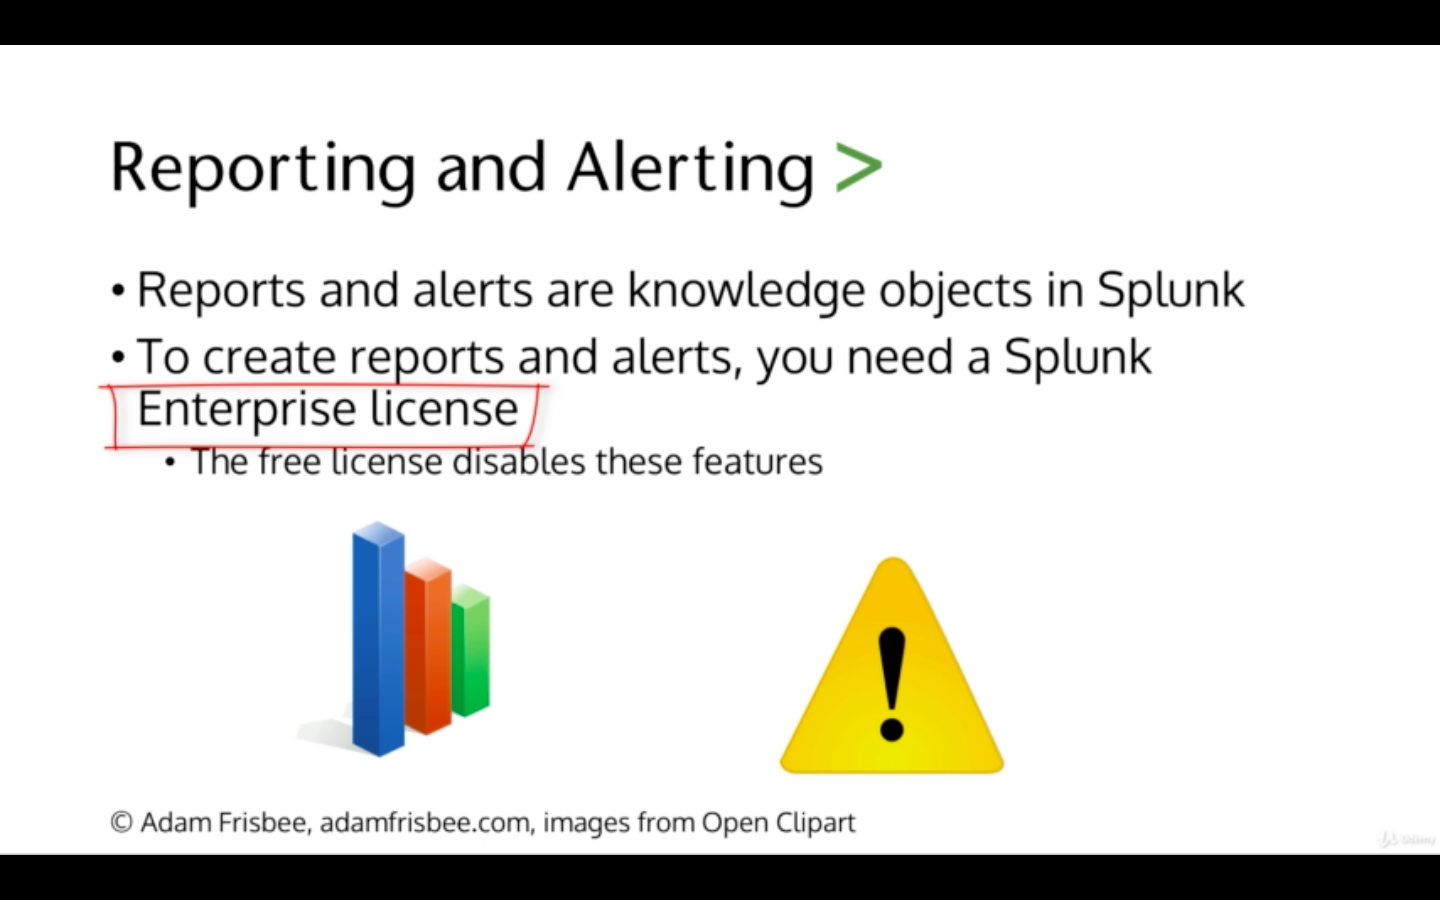 Reporting and Alerting >
• Reports and alerts are knowledge objects in Splunk
• To create reports and alerts, you need a Splunk
Enterprise license
• The free license disables these features
© Adam Frisbee, adamfrisbee.com, images from Open Clipart
Udemy